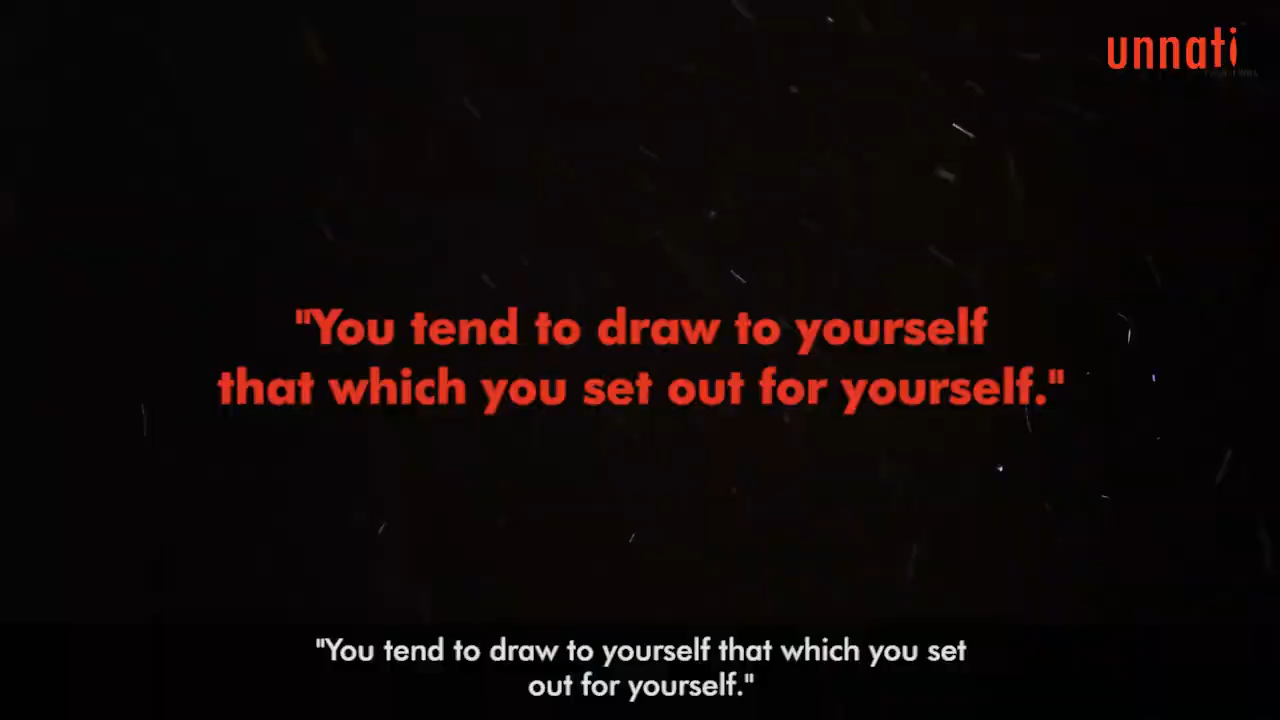 unnati
"You tend to draw to yourself
that which you set out for yourself."
"You tend to draw to yourself that which you set
out for yourself."